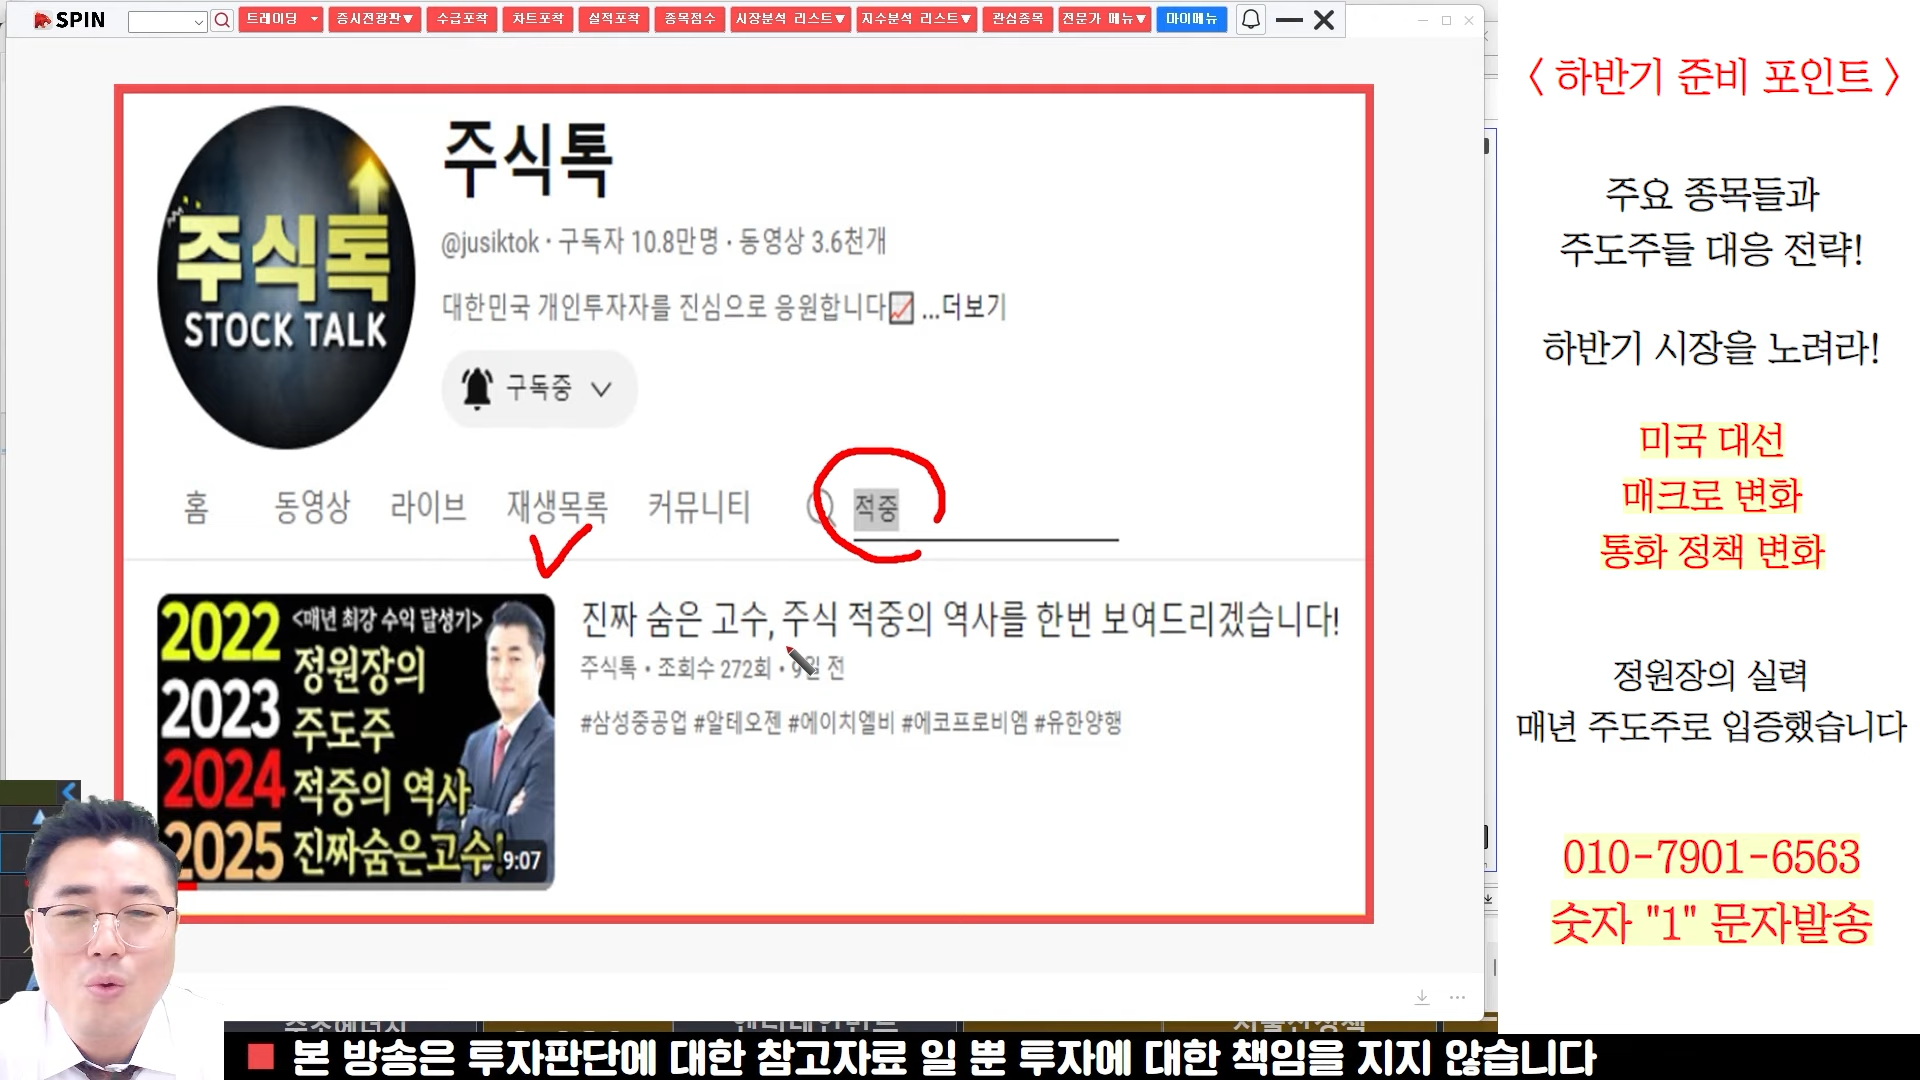 SPIN
트레이딩
증시전광판▼
수급포착
차트포착
실적포착
종목점수
시장분석 리스트▼
지수분석 리스트▼
관심종목
전문가 메뉴▼
마이메뉴
주식톡
STOCK TALK
주식톡
@jusiktok · 구독자 10.8만명 · 동영상 3.6천개
대한민국 개인투자자를 진심으로 응원합니다📈 ...더보기
구독중
홈
동영상
라이브
재생목록
커뮤니티
적중
2022
2023
2024
2025
<매년 최강 수익 달성기>
정원장의
주도주
적중의 역사
진짜숨은고수!
9:07
진짜 숨은 고수, 주식 적중의 역사를 한번 보여드리겠습니다!
주식톡 · 조회수 272회 · 9일 전
#삼성중공업 #알테오젠 #에이치엘비 #에코프로비엠 #유한양행
〈 하반기 준비 포인트 〉
주요 종목들과
주도주들 대응 전략!
하반기 시장을 노려라!
미국 대선
매크로 변화
통화 정책 변화
정원장의 실력
매년 주도주로 입증했습니다
010-7901-6563
숫자 "1" 문자발송
본 방송은 투자판단에 대한 참고자료 일 뿐 투자에 대한 책임을 지지 않습니다